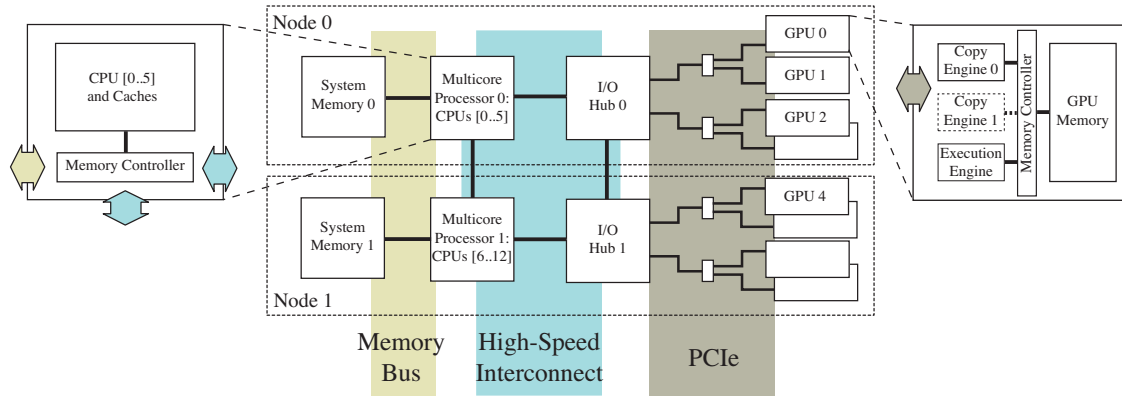 Node 0
CPU [0..5]
and Caches
Memory Controller
System
Memory 0
Multicore
Processor 0:
CPUs [0..5]
I/O
Hub 0
GPU 0
GPU 1
GPU 2
Copy
Engine 0
Copy
Engine 1
Execution
Engine
Memory Controller
GPU
Memory
System
Memory 1
Multicore
Processor 1:
CPUs [6..12]
I/O
Hub 1
GPU 4
Node 1
Memory
Bus
High-Speed
Interconnect
PCIe